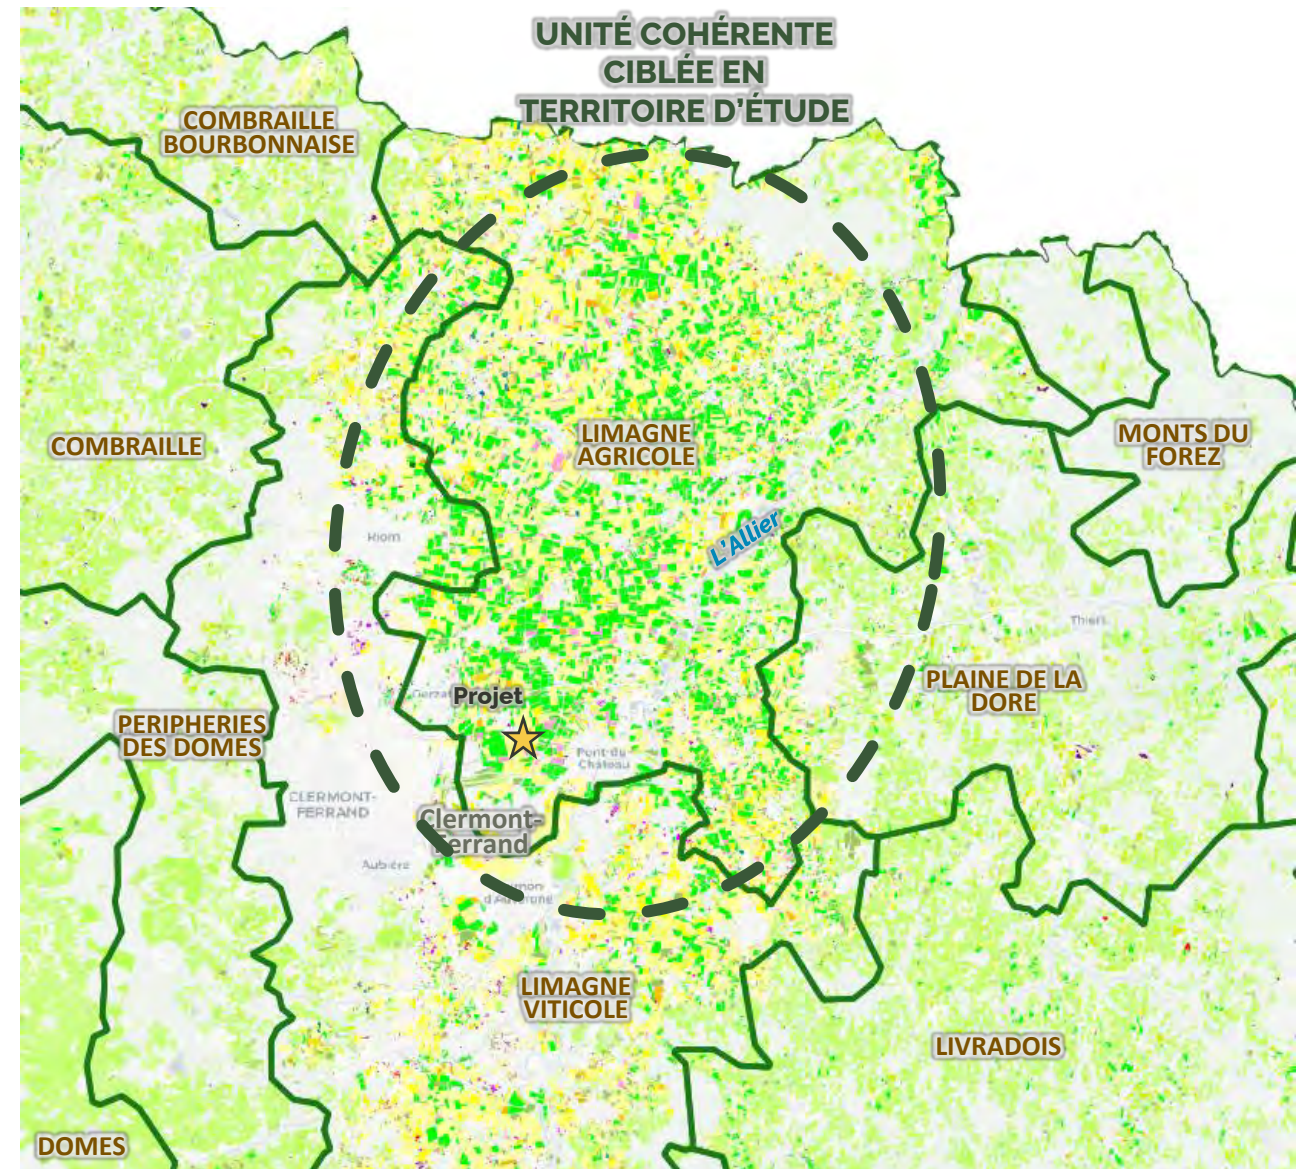 UNITÉ COHÉRENTE
CIBLÉE EN
TERRITOIRE D'ÉTUDE
COMBRAILLE
BOURBONNAISE
COMBRAILLE
LIMAGNE
AGRICOLE
MONTS DU
FOREZ
L'Allier
Riom
Thiers
PLAINE DE LA
DORE
Projet
PERIPHERIES
DES DOMES
Pont-du-
Château
CLERMONT-
FERRAND
Clermont-
Ferrand
Aubière
d'Auvergne
LIMAGNE
VITICOLE
LIVRADOIS
DOMES